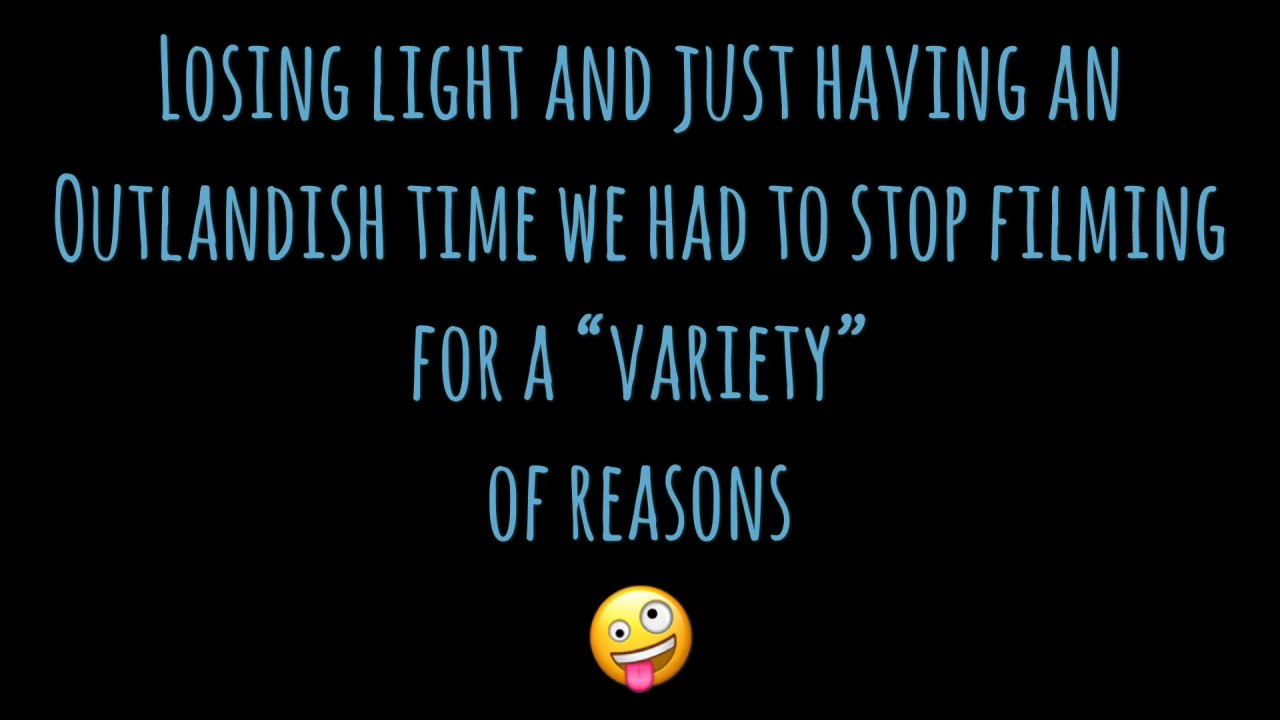 Losing light and just having an
Outlandish time we had to stop filming
for a “variety”
of reasons